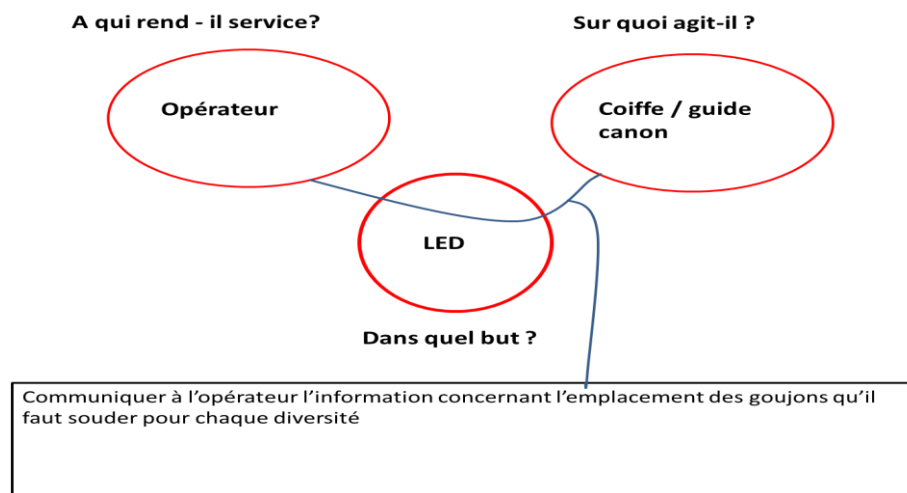 A qui rend - il service?
Sur quoi agit-il ?
Opérateur
Coiffe / guide
canon
LED
Dans quel but ?
Communiquer à l’opérateur l’information concernant l’emplacement des goujons qu’il
faut souder pour chaque diversité